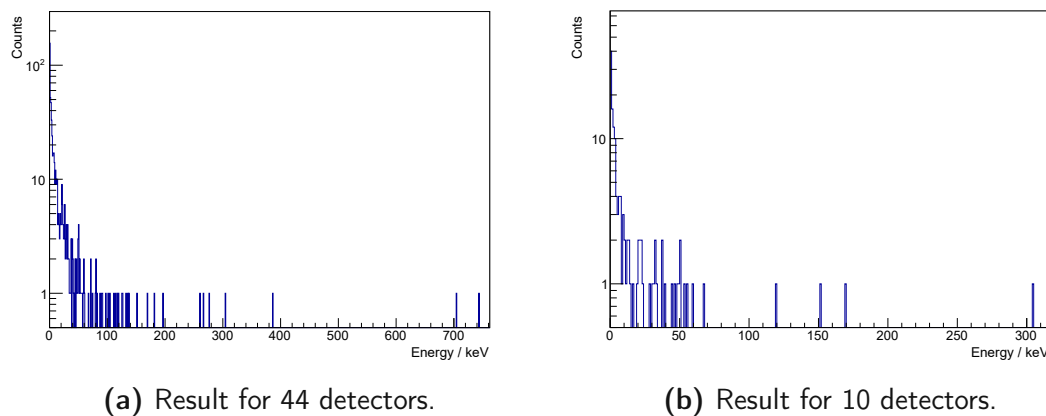 Counts
10²
10
1
0 100 200 300 400 500 600 700
Energy / keV
(a) Result for 44 detectors.
Counts
10
1
0 50 100 150 200 250 300
Energy / keV
(b) Result for 10 detectors.